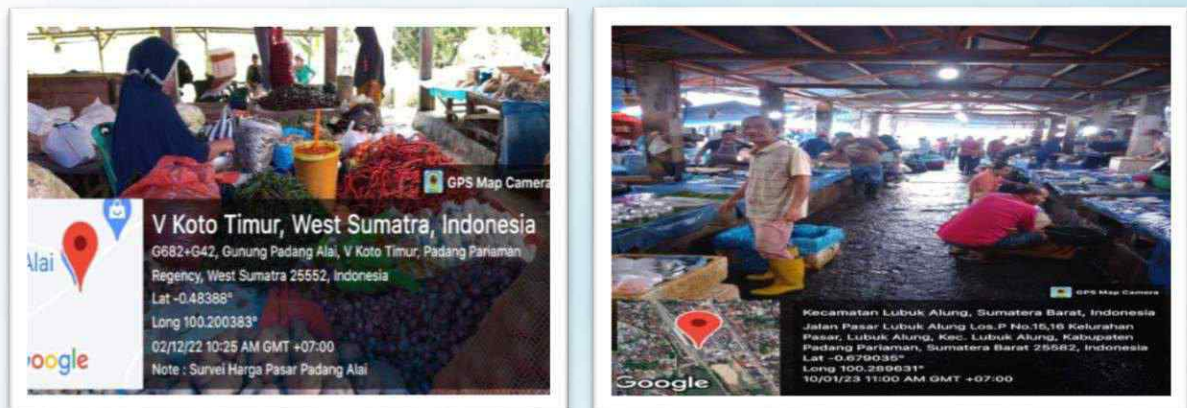 GPS Map Camera
V Koto Timur, West Sumatra, Indonesia
G682+G42, Gunung Padang Alai, V Koto Timur, Padang Pariaman
Regency, West Sumatra 25552, Indonesia
Lat -0.48388°
Long 100.200383°
02/12/22 10:25 AM GMT +07:00
Note : Survei Harga Pasar Padang Alai
Alai
oogle
GPS Map Camera
Kecamatan Lubuk Alung, Sumatera Barat, Indonesia
Jalan Pasar Lubuk Alung Los.P No.15,16 Kelurahan
Pasar, Lubuk Alung, Kec. Lubuk Alung, Kabupaten
Padang Pariaman, Sumatera Barat 25582, Indonesia
Lat -0.679035°
Long 100.289631°
10/01/23 11:00 AM GMT +07:00
Google